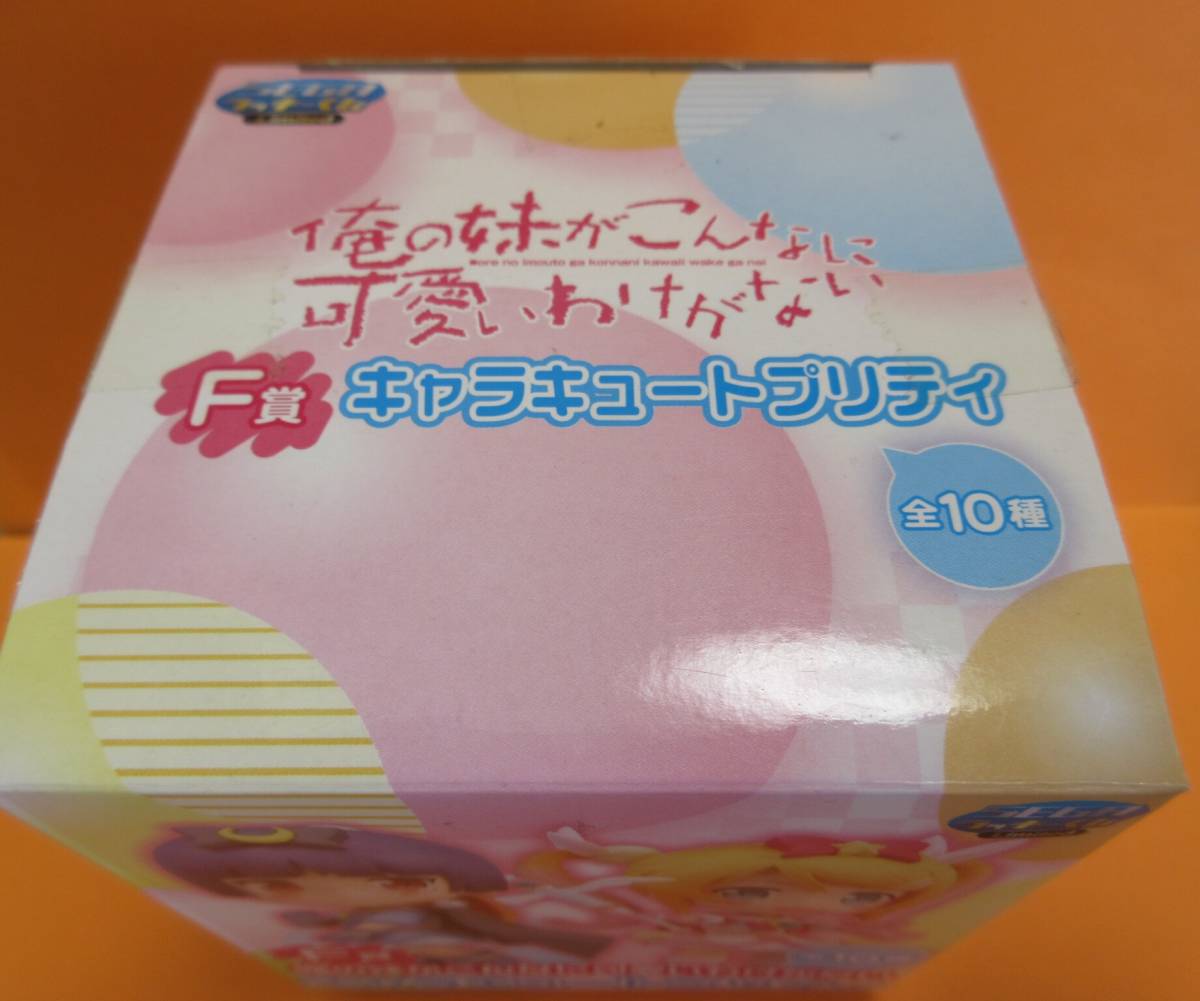 俺の妹がこんなに
ore no imouto ga konnani kawaii wake ga nai
可愛いわけがない
F賞 キャラキュートプリティ
全10種